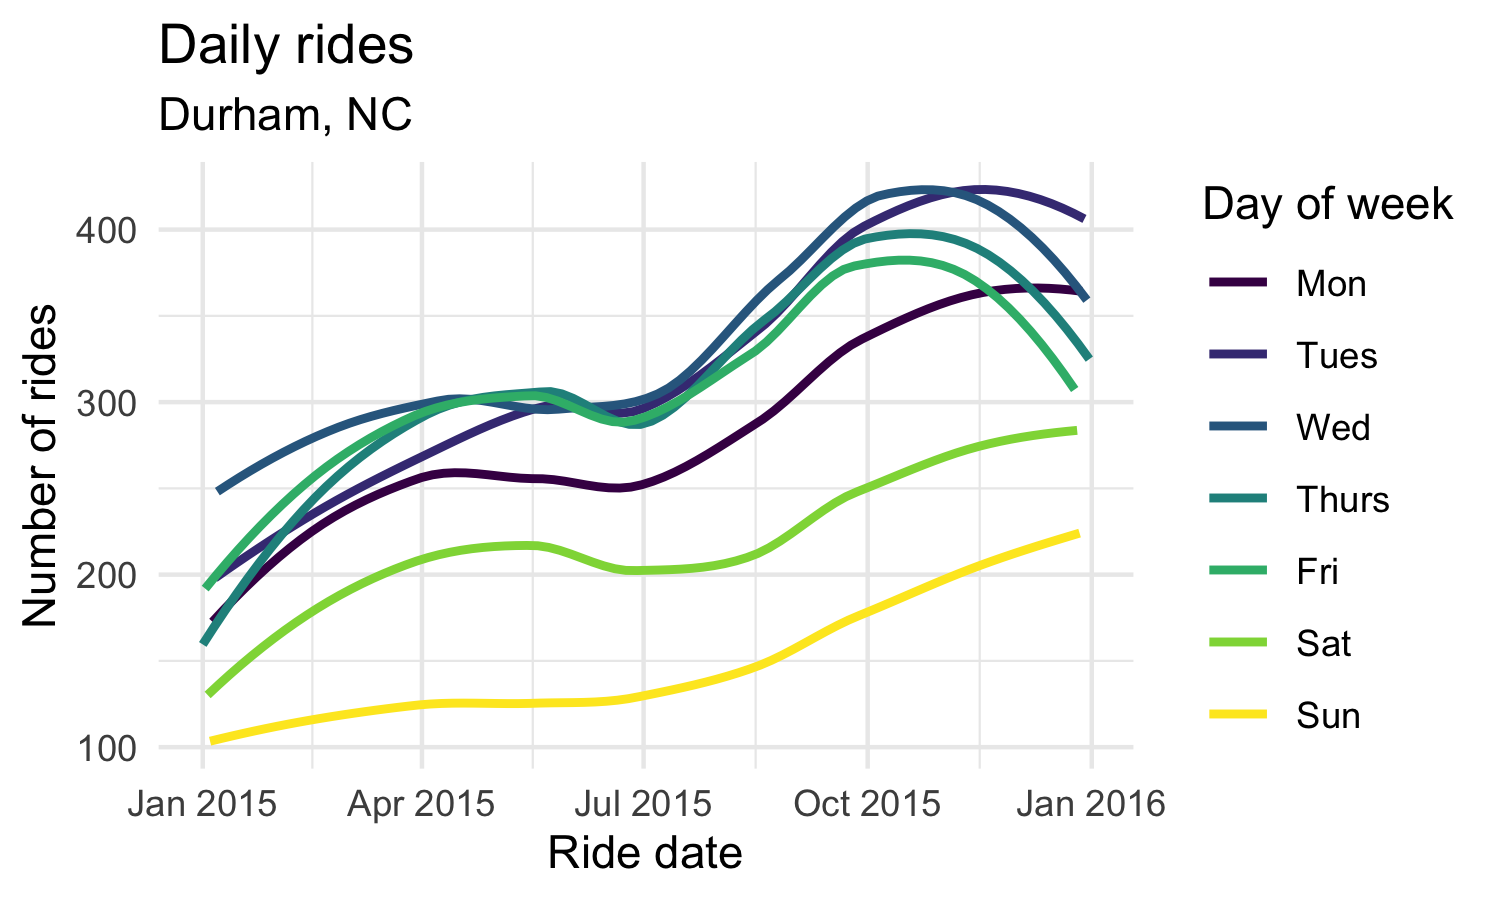 Daily rides
Durham, NC
Number of rides
400
300
200
100
Jan 2015
Apr 2015
Jul 2015
Oct 2015
Jan 2016
Ride date
Day of week
Mon
Tues
Wed
Thurs
Fri
Sat
Sun